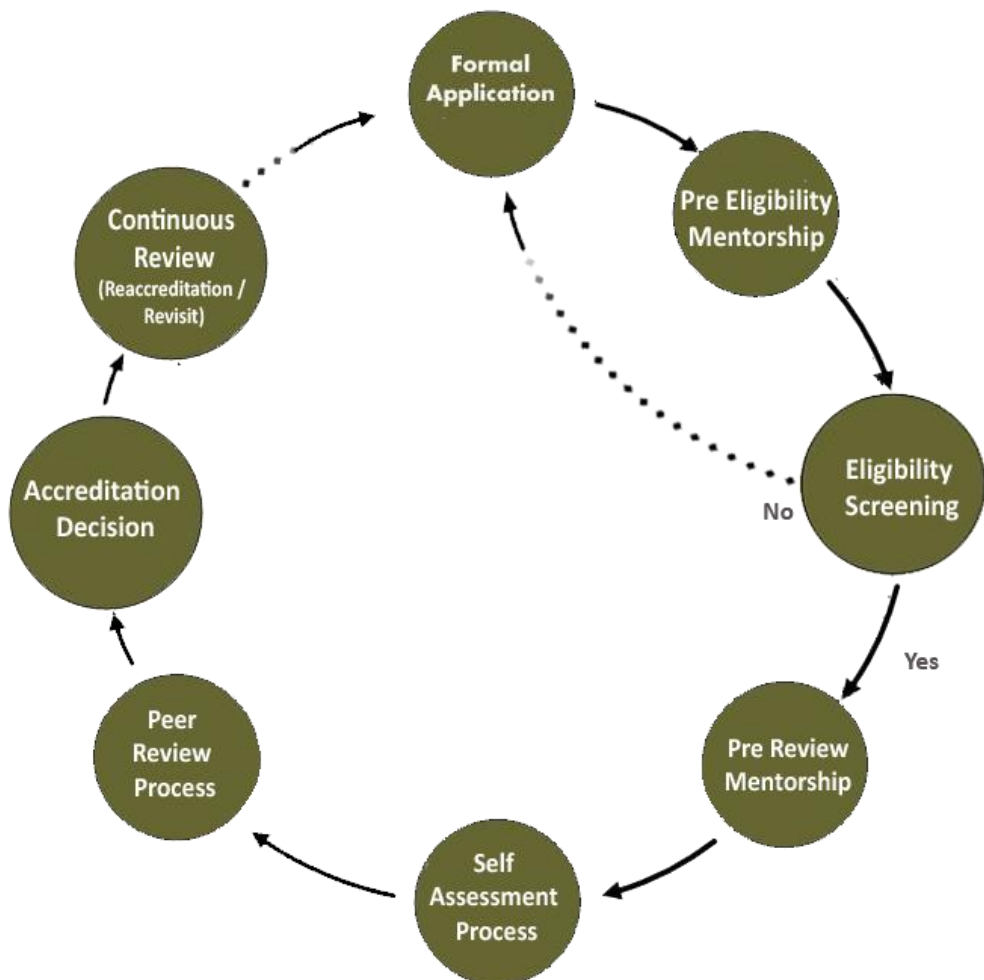 Formal
Application
Pre Eligibility
Mentorship
Eligibility
Screening
No
Yes
Pre Review
Mentorship
Self
Assessment
Process
Peer
Review
Process
Accreditation
Decision
Continuous
Review
(Reaccreditation /
Revisit)